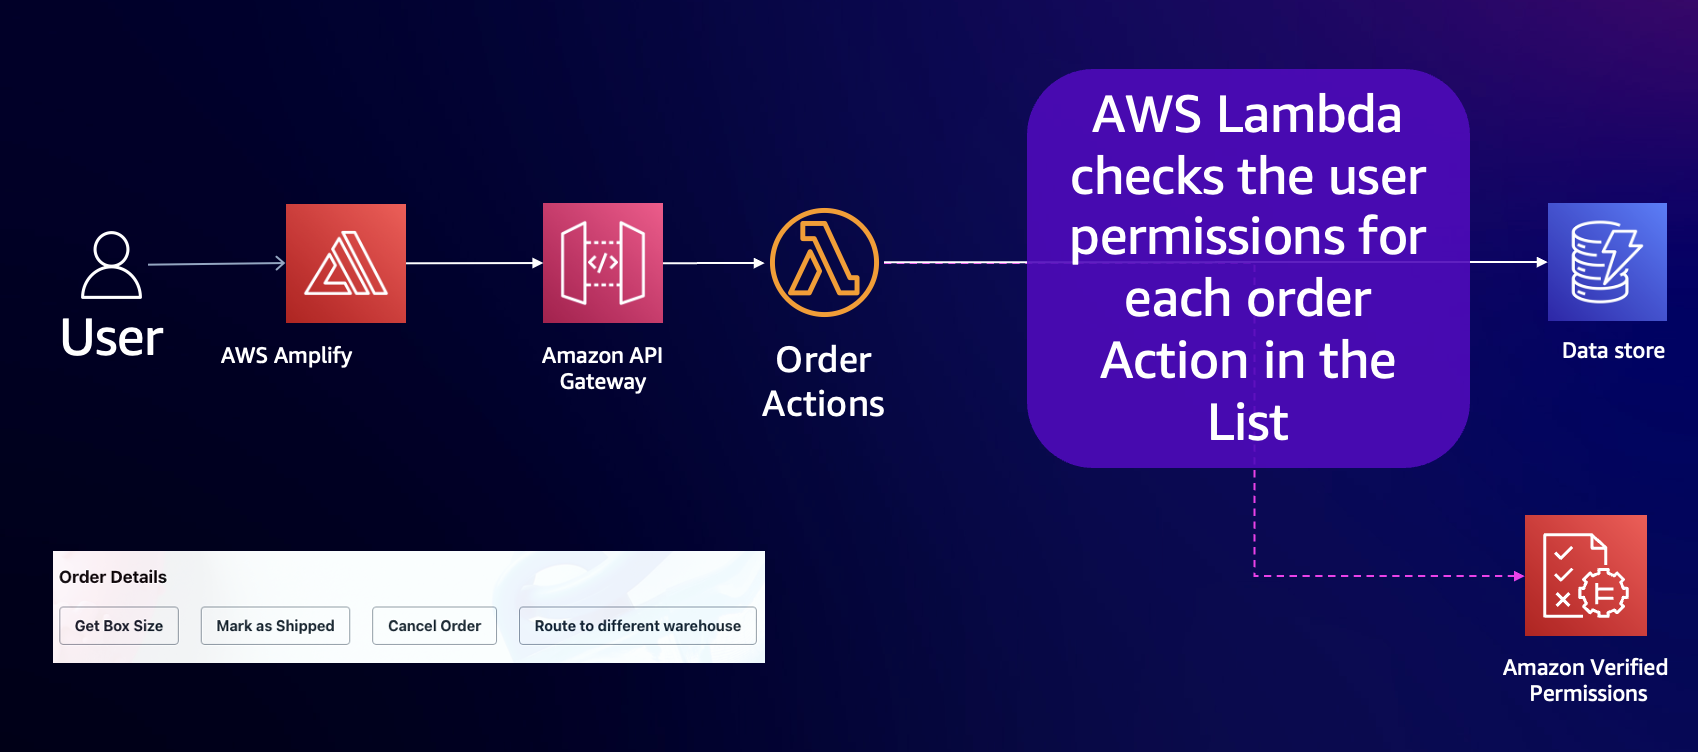 AWS Lambda
checks the user
permissions for
each order
Action in the
List
User
AWS Amplify
Amazon API
Gateway
</>
Order
Actions
Data store
Order Details
Get Box Size
Mark as Shipped
Cancel Order
Route to different warehouse
Amazon Verified
Permissions